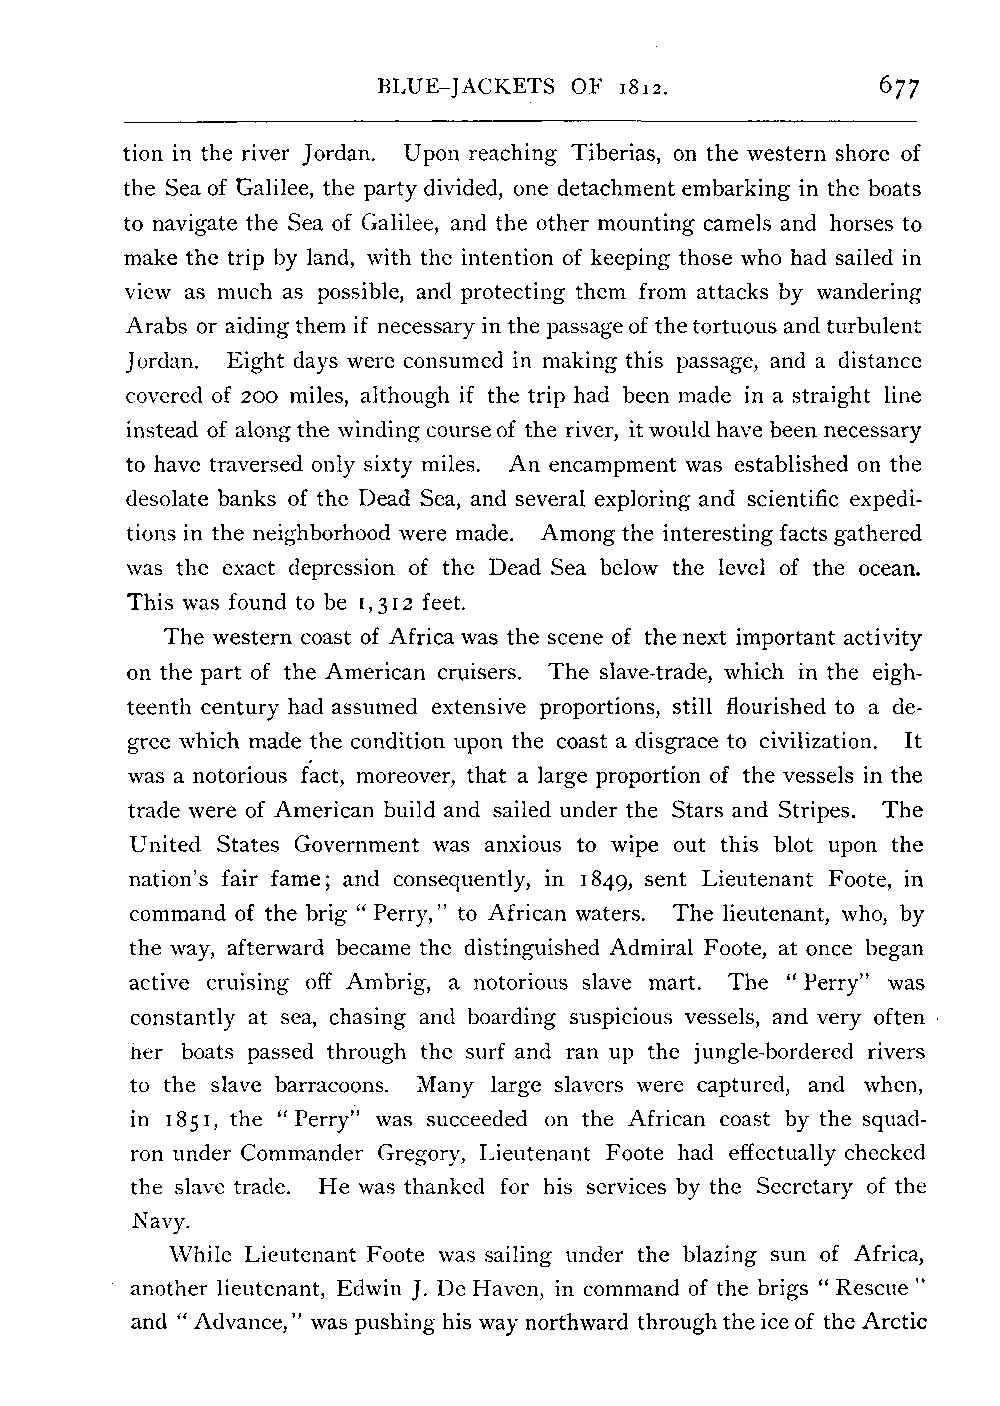 BLUE-JACKETS OF 1812. 677
tion in the river Jordan. Upon reaching Tiberias, on the western shore of
the Sea of Galilee, the party divided, one detachment embarking in the boats
to navigate the Sea of Galilee, and the other mounting camels and horses to
make the trip by land, with the intention of keeping those who had sailed in
view as much as possible, and protecting them from attacks by wandering
Arabs or aiding them if necessary in the passage of the tortuous and turbulent
Jordan. Eight days were consumed in making this passage, and a distance
covered of 200 miles, although if the trip had been made in a straight line
instead of along the winding course of the river, it would have been necessary
to have traversed only sixty miles. An encampment was established on the
desolate banks of the Dead Sea, and several exploring and scientific expedi-
tions in the neighborhood were made. Among the interesting facts gathered
was the exact depression of the Dead Sea below the level of the ocean.
This was found to be 1,312 feet.
The western coast of Africa was the scene of the next important activity
on the part of the American cruisers. The slave-trade, which in the eigh-
teenth century had assumed extensive proportions, still flourished to a de-
gree which made the condition upon the coast a disgrace to civilization. It
was a notorious fact, moreover, that a large proportion of the vessels in the
trade were of American build and sailed under the Stars and Stripes. The
United States Government was anxious to wipe out this blot upon the
nation's fair fame; and consequently, in 1849, sent Lieutenant Foote, in
command of the brig "Perry," to African waters. The lieutenant, who, by
the way, afterward became the distinguished Admiral Foote, at once began
active cruising off Ambrig, a notorious slave mart. The "Perry" was
constantly at sea, chasing and boarding suspicious vessels, and very often
her boats passed through the surf and ran up the jungle-bordered rivers
to the slave barracoons. Many large slavers were captured, and when,
in 1851, the "Perry" was succeeded on the African coast by the squad-
ron under Commander Gregory, Lieutenant Foote had effectually checked
the slave trade. He was thanked for his services by the Secretary of the
Navy.
While Lieutenant Foote was sailing under the blazing sun of Africa,
another lieutenant, Edwin J. De Haven, in command of the brigs "Rescue"
and "Advance," was pushing his way northward through the ice of the Arctic